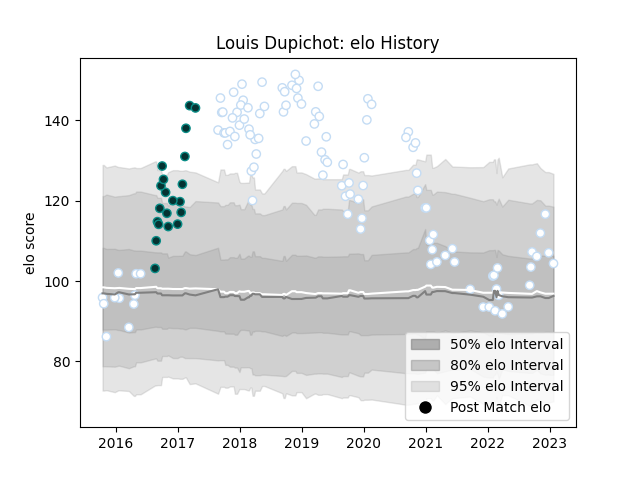 Louis Dupichot: elo History
elo score
140
120
100
80
50% elo Interval
80% elo Interval
95% elo Interval
Post Match elo
2016 2017 2018 2019 2020 2021 2022 2023